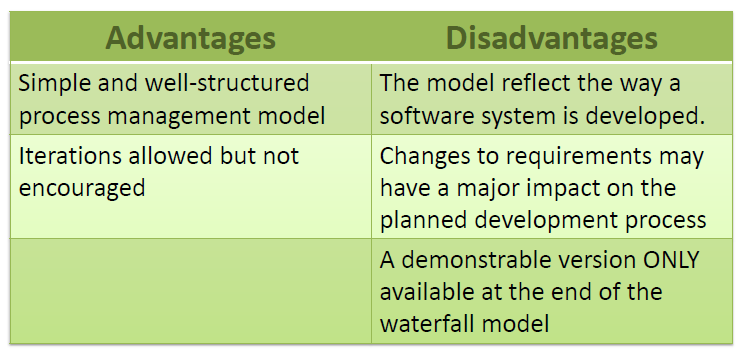 Advantages
Disadvantages
Simple and well-structured
process management model
The model reflect the way a
software system is developed.
Iterations allowed but not
encouraged
Changes to requirements may
have a major impact on the
planned development process
A demonstrable version ONLY
available at the end of the
waterfall model